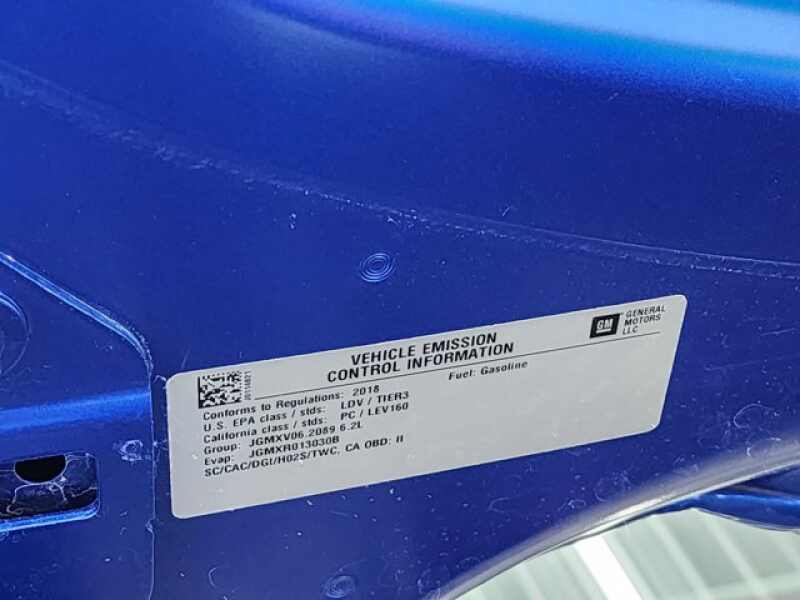 VEHICLE EMISSION
CONTROL INFORMATION
GM
GENERAL
MOTORS
LLC
Conforms to Regulations: 2018
Fuel: Gasoline
U.S. EPA class / stds: LDV / TIER3
California class / stds: PC / LEV160
Group: JGMXV06.2089 6.2L
Evap: JGMXR013030B
SC/CAC/DGI/H02S/TWC, CA OBD: II